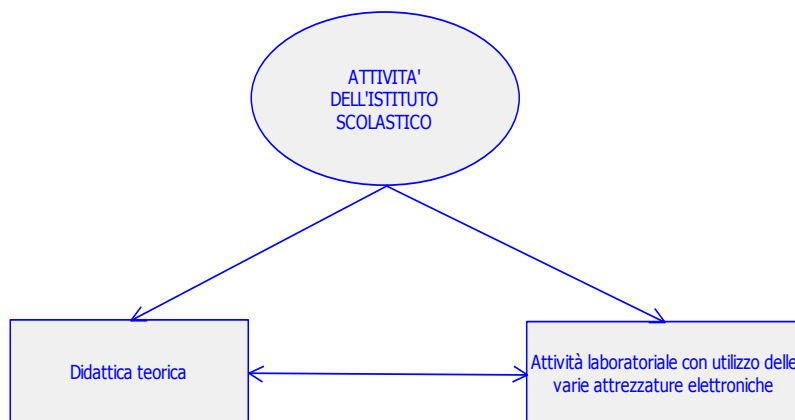 ATTIVITA'
DELL'ISTITUTO
SCOLASTICO
Didattica teorica
Attività laboratoriale con utilizzo delle
varie attrezzature elettroniche